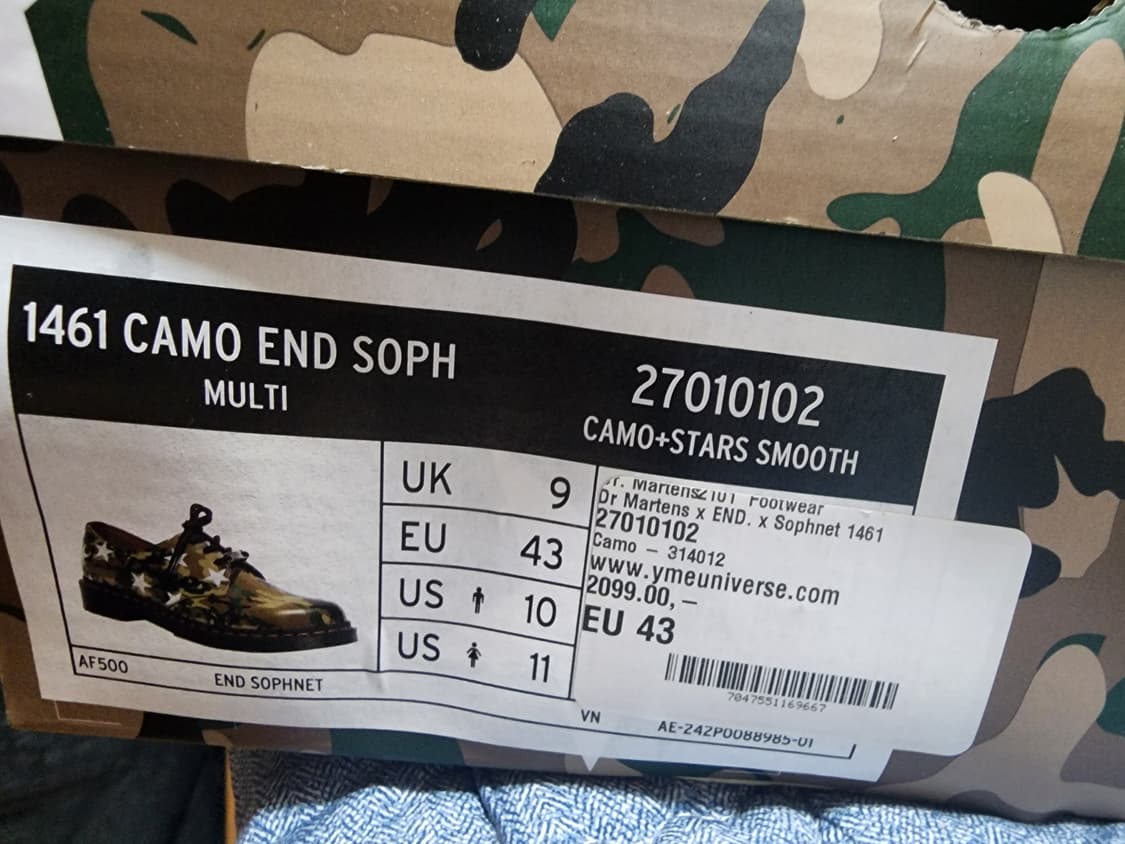 1461 CAMO END SOPH
MULTI
27010102
CAMO+STARS SMOOTH
UK 9
EU 43
US 10
US 11
AF500
END SOPHNET
Martens2101 Footwear
Dr Martens x END. x Sophnet 1461
27010102
Camo – 314012
www.ymeuniverse.com
2099.00,–
EU 43
7047551169667
VN
AE-242P0088985-01